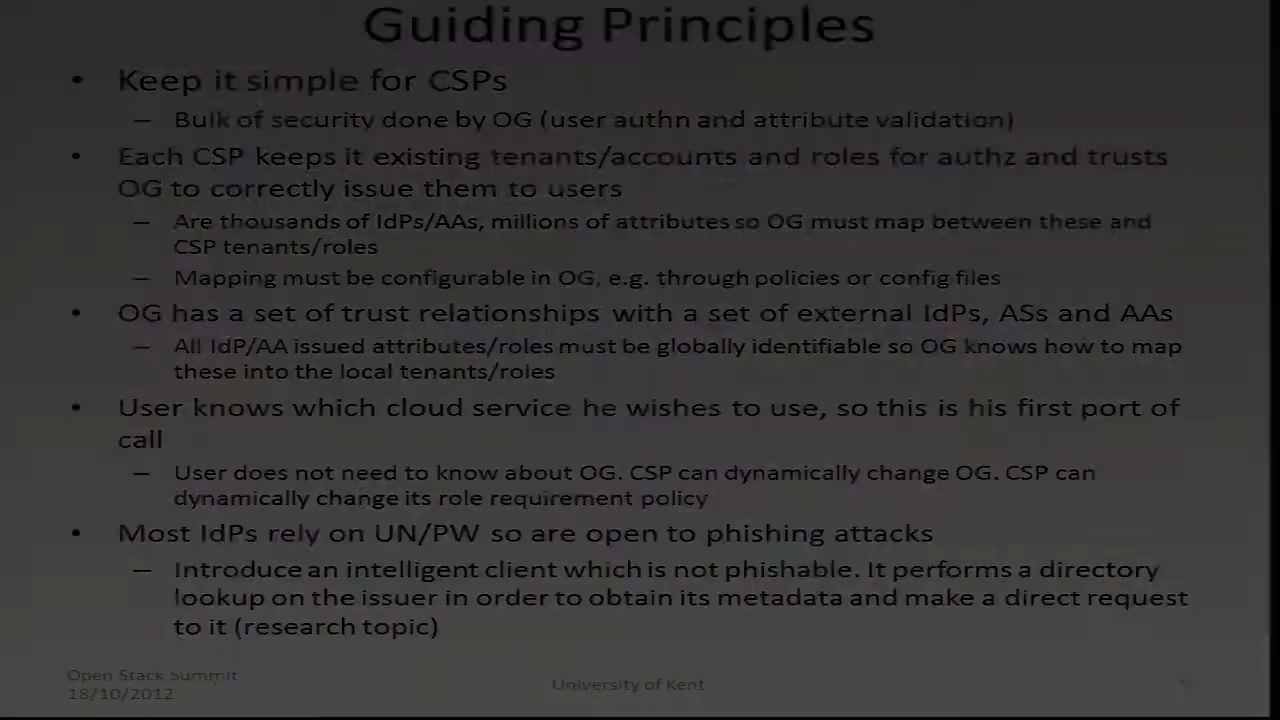 Guiding Principles
• Keep it simple for CSPs
– Bulk of security done by OG (user authn and attribute validation)
• Each CSP keeps it existing tenants/accounts and roles for authz and trusts
OG to correctly issue them to users
– Are thousands of IdPs/AAs, millions of attributes so OG must map between these and
CSP tenants/roles
– Mapping must be configurable in OG, e.g. through policies or config files
• OG has a set of trust relationships with a set of external IdPs, ASs and AAs
– All IdP/AA issued attributes/roles must be globally identifiable so OG knows how to map
these into the local tenants/roles
• User knows which cloud service he wishes to use, so this is his first port of
call
– User does not need to know about OG. CSP can dynamically change OG. CSP can
dynamically change its role requirement policy
• Most IdPs rely on UN/PW so are open to phishing attacks
– Introduce an intelligent client which is not phishable. It performs a directory
lookup on the issuer in order to obtain its metadata and make a direct request
to it (research topic)
Open Stack Summit
18/10/2012
University of Kent